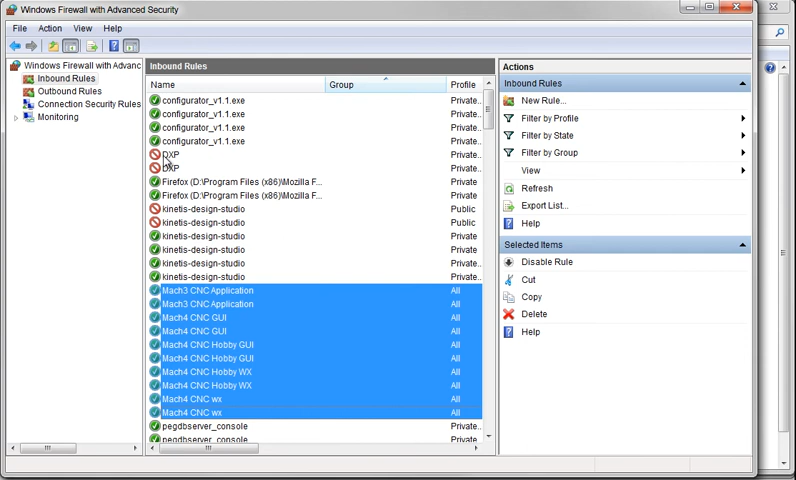 Windows Firewall with Advanced Security
File Action View Help
Windows Firewall with Advanc
Inbound Rules
Outbound Rules
Connection Security Rules
Monitoring
Inbound Rules
Name Group Profile
configurator_v1.1.exe Private..
configurator_v1.1.exe Private..
configurator_v1.1.exe Private..
configurator_v1.1.exe Private..
DXP Private..
DXP Private..
Firefox (D:\Program Files (x86)\Mozilla F... Private
Firefox (D:\Program Files (x86)\Mozilla F... Private
kinetis-design-studio Public
kinetis-design-studio Public
kinetis-design-studio Private
kinetis-design-studio Private
kinetis-design-studio Private..
kinetis-design-studio Private..
Mach3 CNC Application All
Mach3 CNC Application All
Mach4 CNC GUI All
Mach4 CNC GUI All
Mach4 CNC Hobby GUI All
Mach4 CNC Hobby GUI All
Mach4 CNC Hobby WX All
Mach4 CNC Hobby WX All
Mach4 CNC wx All
Mach4 CNC wx All
pegdbserver_console Private..
pegdbserver_console Private..
Actions
Inbound Rules
New Rule...
Filter by Profile
Filter by State
Filter by Group
View
Refresh
Export List...
Help
Selected Items
Disable Rule
Cut
Copy
Delete
Help